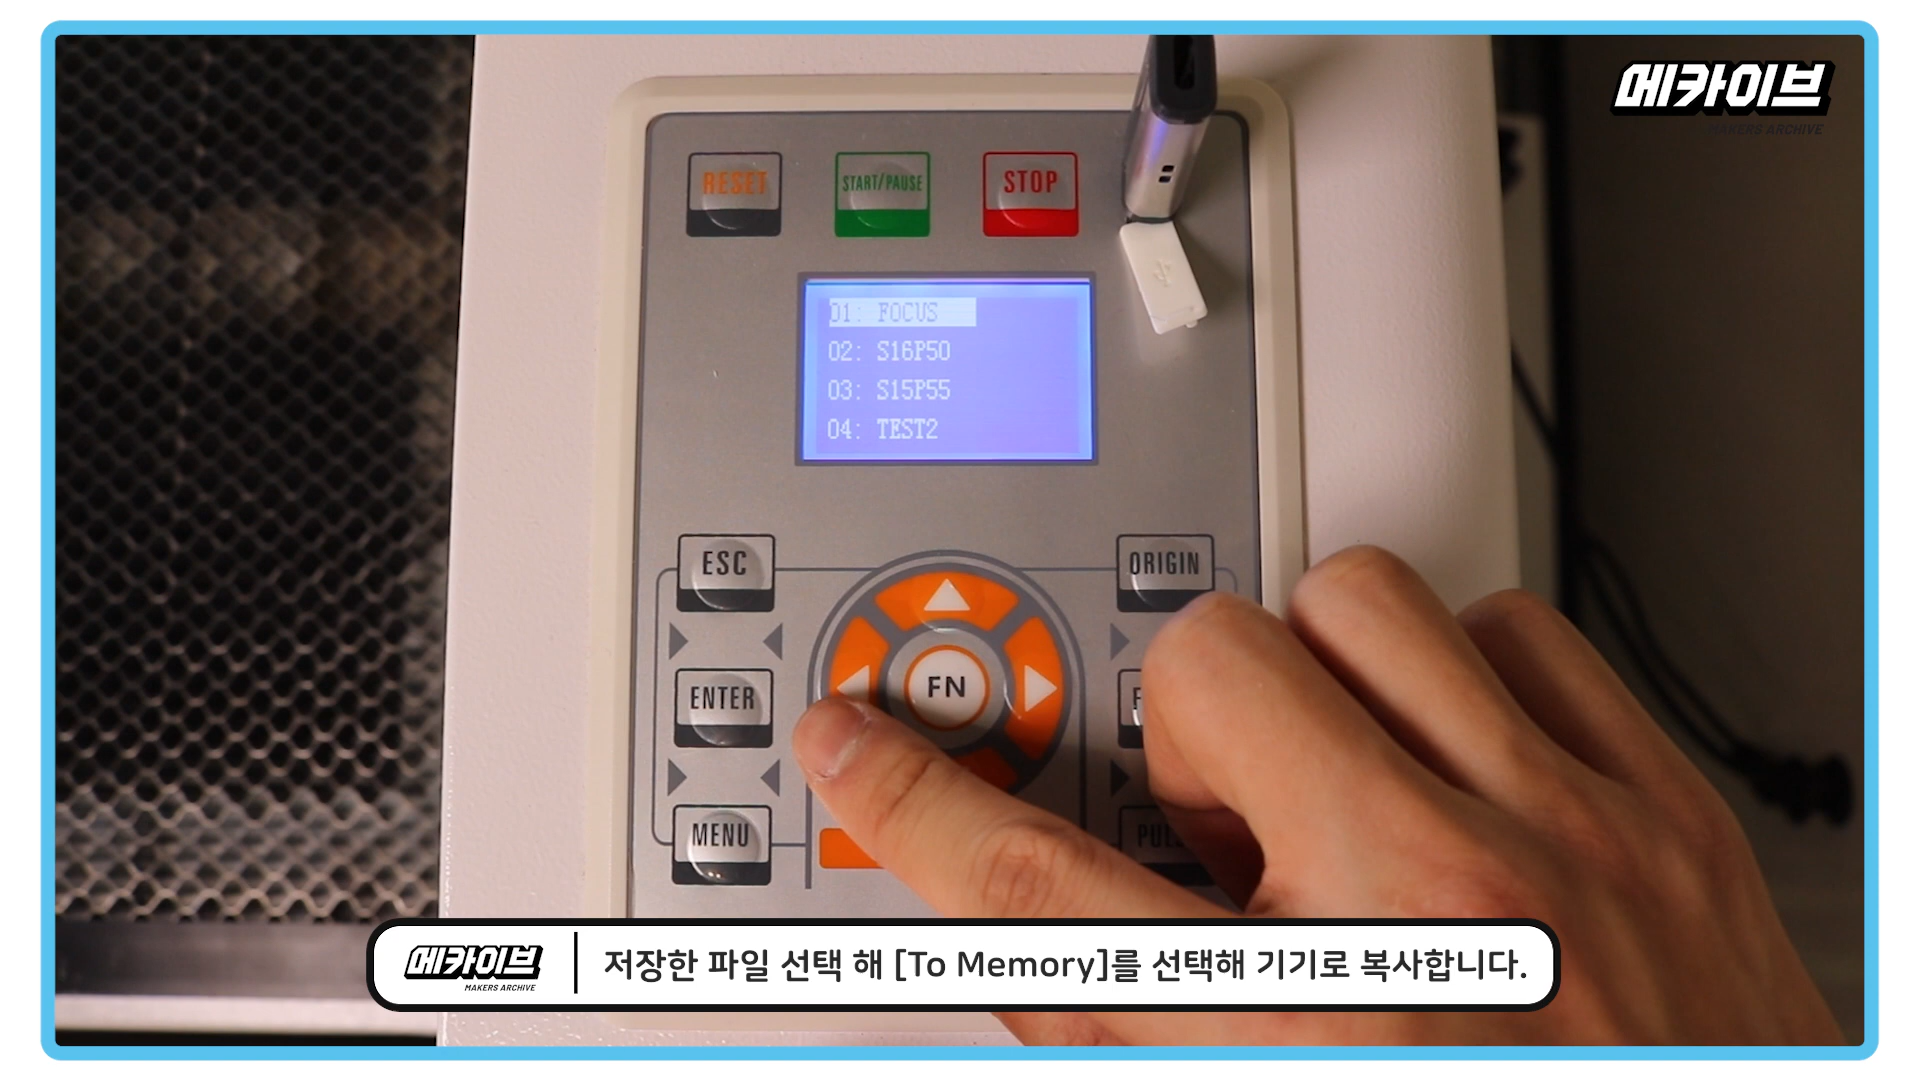 메카이브
MAKERS ARCHIVE
RESET
START/PAUSE
STOP
01: FOCUS
02: S16P50
03: S15P55
04: TEST2
ESC
ORIGIN
ENTER
FN
MENU
메카이브
MAKERS ARCHIVE
저장한 파일 선택 해 [To Memory]를 선택해 기기로 복사합니다.